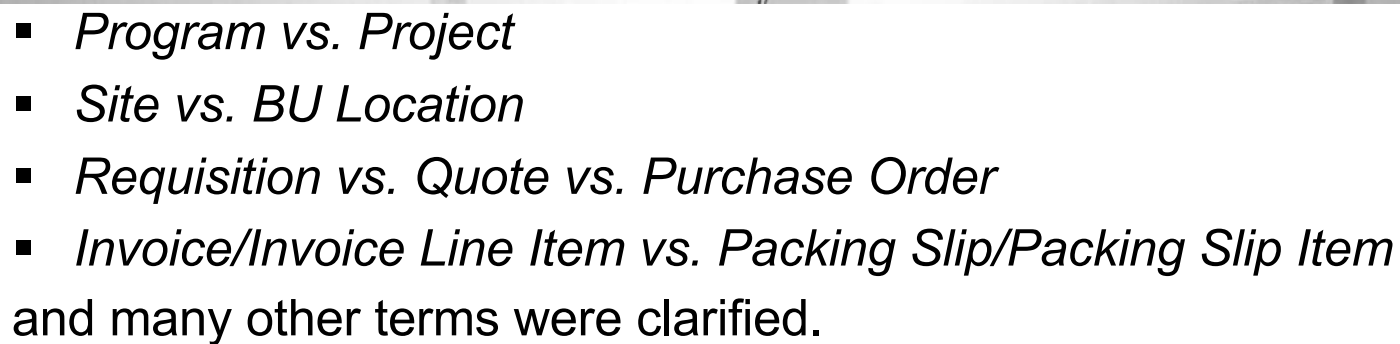 ▪ Program vs. Project
▪ Site vs. BU Location
▪ Requisition vs. Quote vs. Purchase Order
▪ Invoice/Invoice Line Item vs. Packing Slip/Packing Slip Item
and many other terms were clarified.